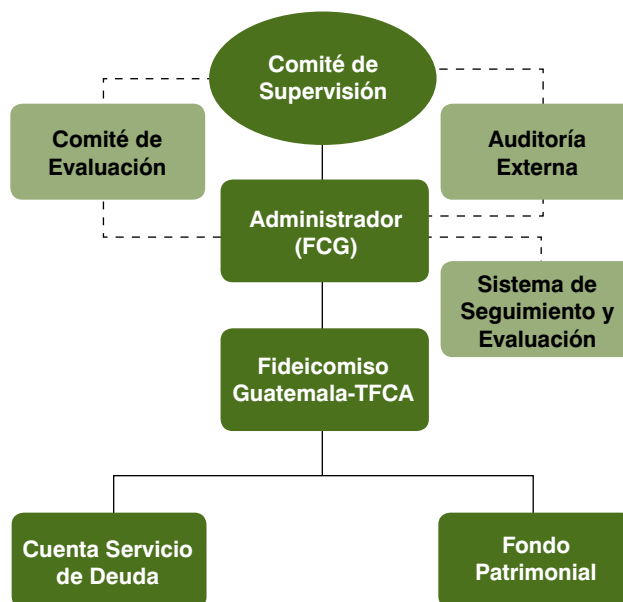 Comité de
Supervisión
Comité de
Evaluación
Auditoría
Externa
Administrador
(FCG)
Sistema de
Seguimiento y
Evaluación
Fideicomiso
Guatemala-TFCA
Cuenta Servicio
de Deuda
Fondo
Patrimonial